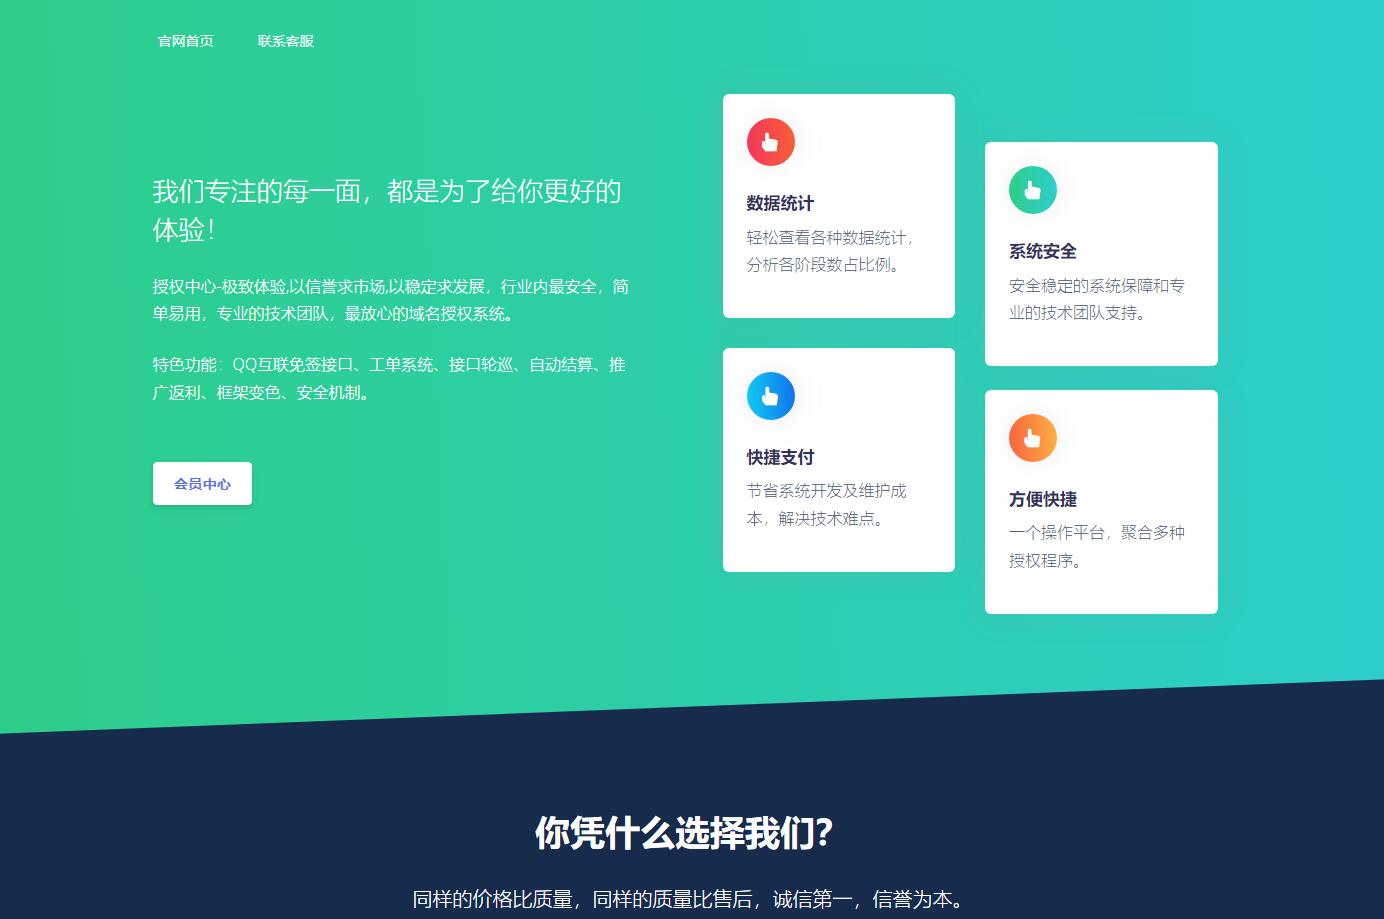 官网首页
联系客服
我们专注的每一面，都是为了给你更好的
体验！
授权中心-极致体验,以信誉求市场,以稳定求发展，行业内最安全，简
单易用，专业的技术团队，最放心的域名授权系统。
特色功能：QQ互联免签接口、工单系统、接口轮巡、自动结算、推
广返利、框架变色、安全机制。
会员中心
数据统计
轻松查看各种数据统计，
分析各阶段数占比例。
系统安全
安全稳定的系统保障和专
业的技术团队支持。
快捷支付
节省系统开发及维护成
本，解决技术难点。
方便快捷
一个操作平台，聚合多种
授权程序。
你凭什么选择我们？
同样的价格比质量，同样的质量比售后，诚信第一，信誉为本。